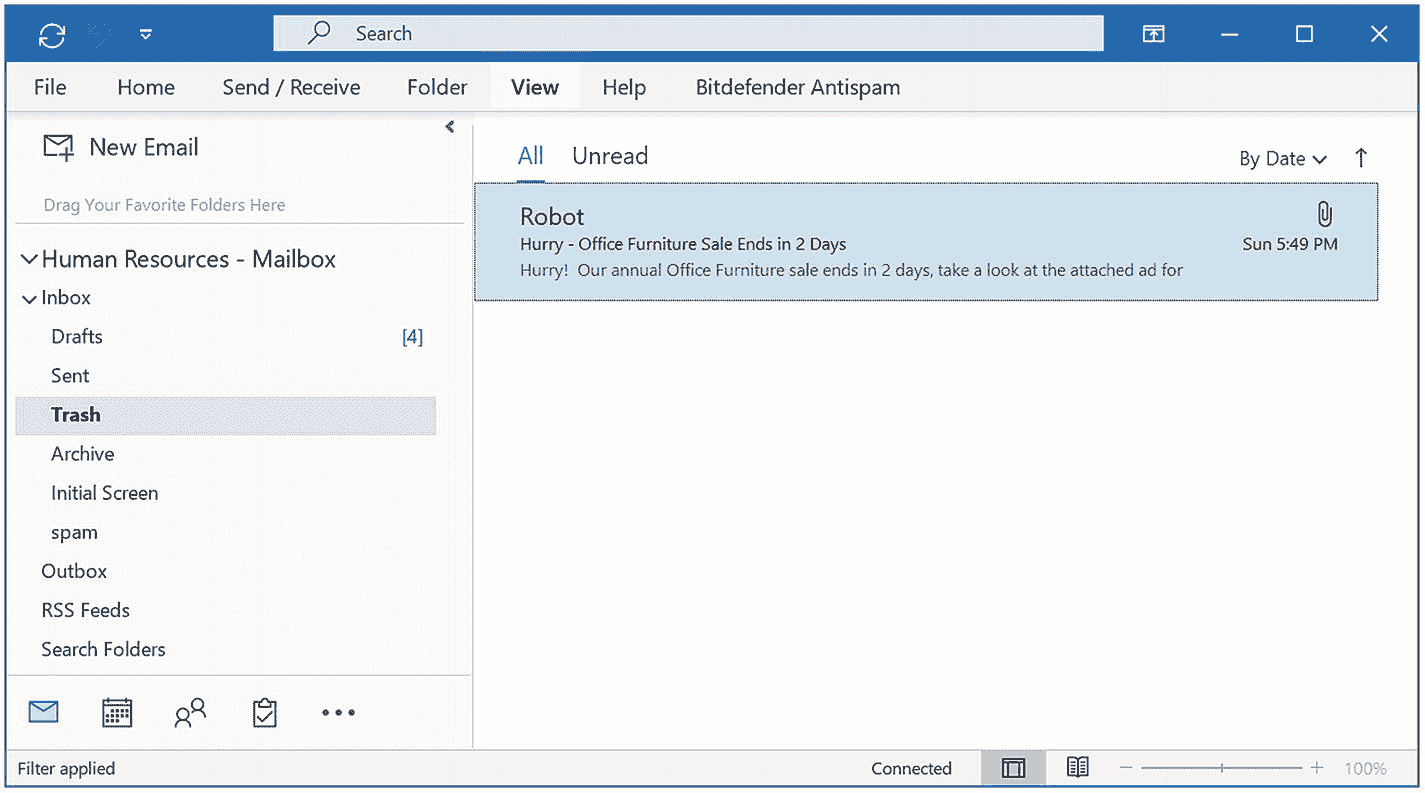 Search
File Home Send / Receive Folder View Help Bitdefender Antispam
New Email
Drag Your Favorite Folders Here
Human Resources - Mailbox
Inbox
Drafts [4]
Sent
Trash
Archive
Initial Screen
spam
Outbox
RSS Feeds
Search Folders
All Unread By Date
Robot
Hurry - Office Furniture Sale Ends in 2 Days Sun 5:49 PM
Hurry! Our annual Office Furniture sale ends in 2 days, take a look at the attached ad for
Filter applied Connected 100%